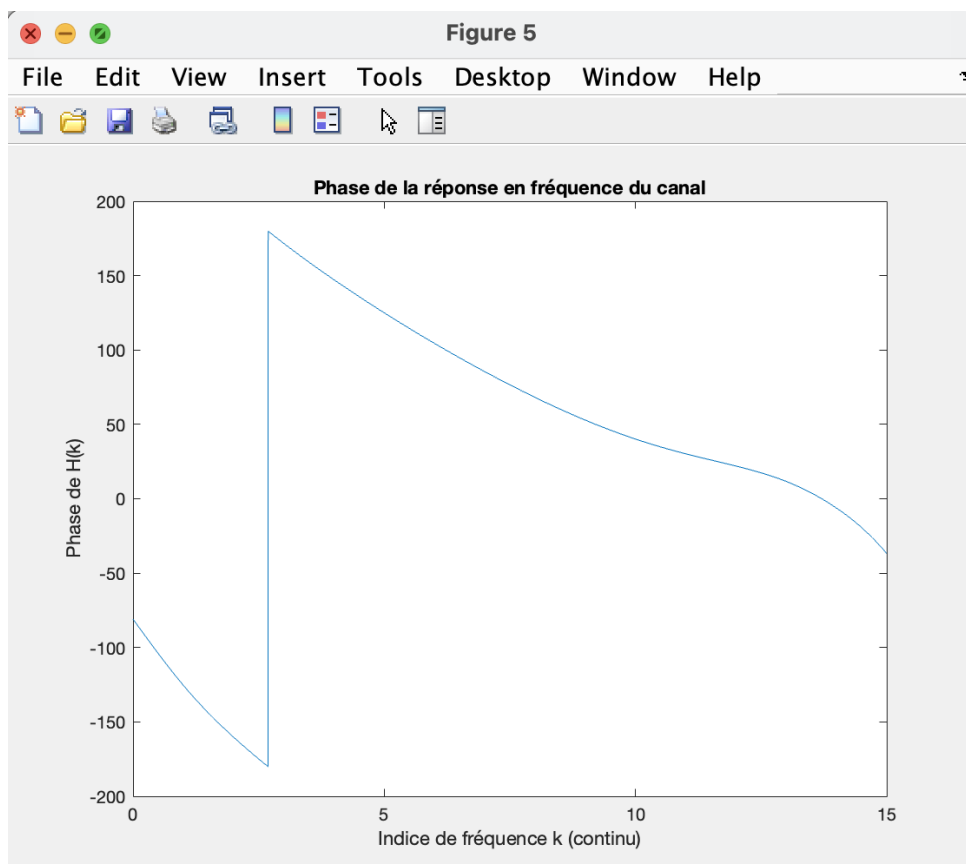 Figure 5
File Edit View Insert Tools Desktop Window Help
Phase de la réponse en fréquence du canal
200
150
100
50
0
-50
-100
-150
-200
Phase de H(k)
0 5 10 15
Indice de fréquence k (continu)